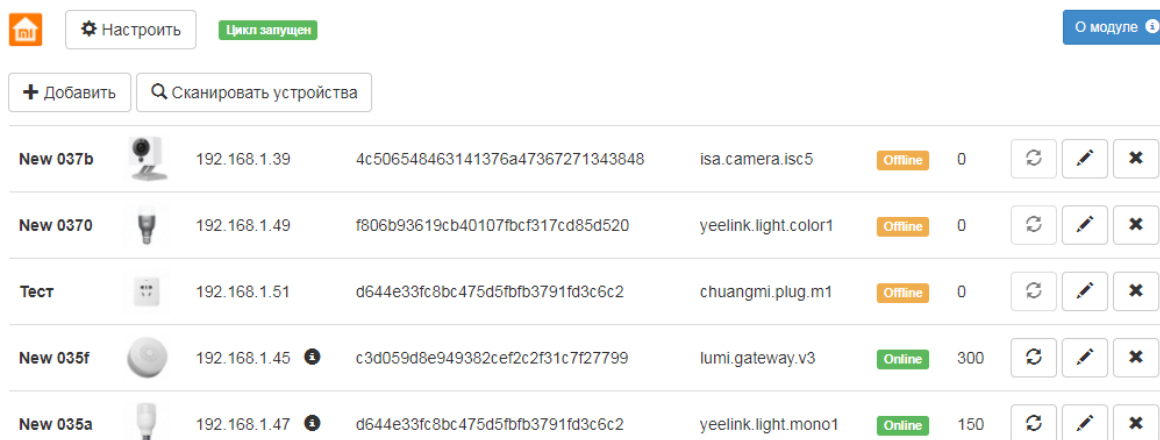 Настроить Цикл запущен О модуле
Добавить Сканировать устройства
New 037b 192.168.1.39 4c506548463141376a47367271343848 isa.camera.isc5 Offline 0
New 0370 192.168.1.49 f806b93619cb40107fbcf317cd85d520 yeelink.light.color1 Offline 0
Тест 192.168.1.51 d644e33fc8bc475d5fbfb3791fd3c6c2 chuangmi.plug.m1 Offline 0
New 035f 192.168.1.45 c3d059d8e949382cef2c2f31c7f27799 lumi.gateway.v3 Online 300
New 035a 192.168.1.47 d644e33fc8bc475d5fbfb3791fd3c6c2 yeelink.light.mono1 Online 150